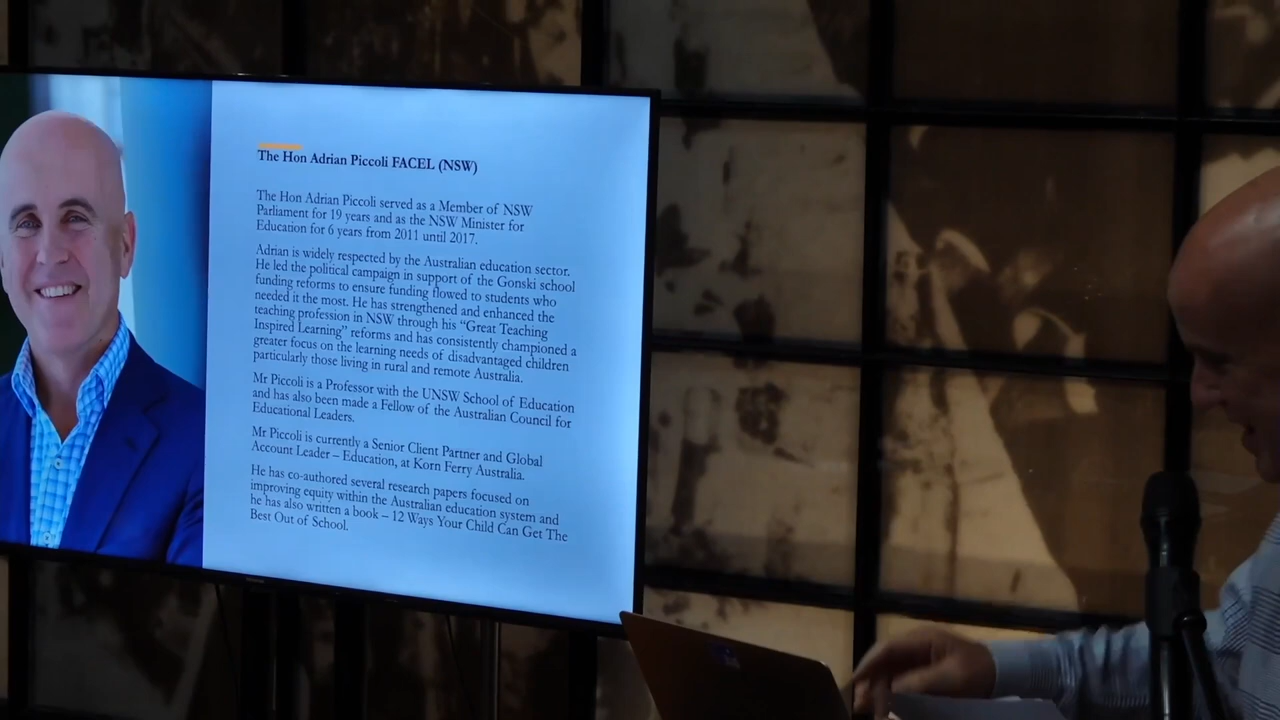 The Hon Adrian Piccoli FACEL (NSW)
The Hon Adrian Piccoli served as a Member of NSW
Parliament for 19 years and as the NSW Minister for
Education for 6 years from 2011 until 2017.
Adrian is widely respected by the Australian education sector.
He led the political campaign in support of the Gonski school
funding reforms to ensure funding flowed to students who
needed it the most. He has strengthened and enhanced the
teaching profession in NSW through his “Great Teaching
Inspired Learning” reforms and has consistently championed a
greater focus on the learning needs of disadvantaged children
particularly those living in rural and remote Australia.
Mr Piccoli is a Professor with the UNSW School of Education
and has also been made a Fellow of the Australian Council for
Educational Leaders.
Mr Piccoli is currently a Senior Client Partner and Global
Account Leader – Education, at Korn Ferry Australia.
He has co-authored several research papers focused on
improving equity within the Australian education system and
he has also written a book – 12 Ways Your Child Can Get The
Best Out of School.